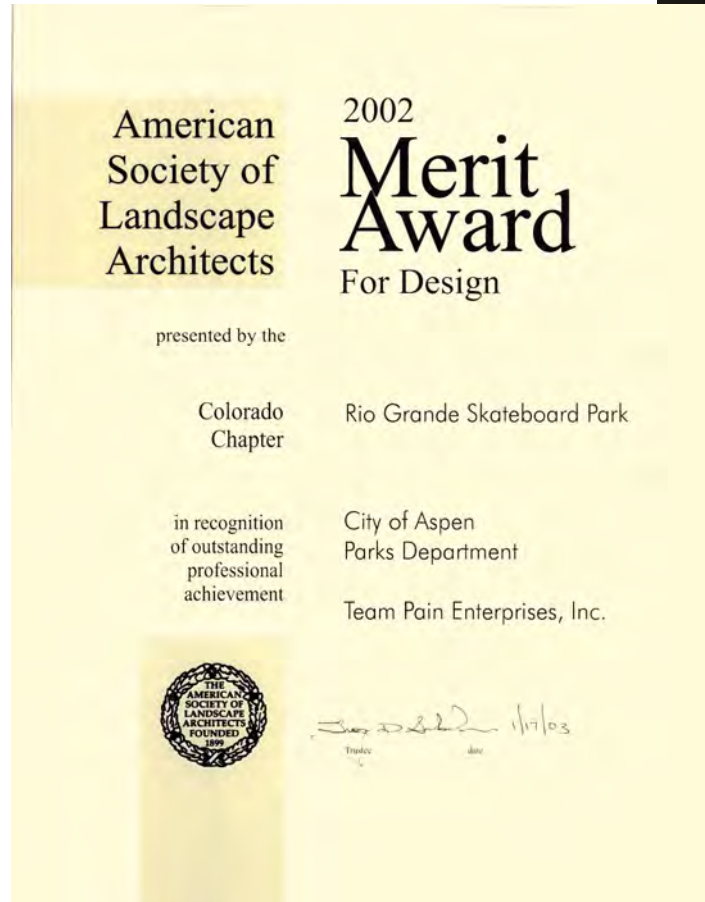 American
Society of
Landscape
Architects
presented by the
Colorado
Chapter
in recognition
of outstanding
professional
achievement
2002
Merit
Award
For Design
Rio Grande Skateboard Park
City of Aspen
Parks Department
Team Pain Enterprises, Inc.
THE
AMERICAN
SOCIETY OF
LANDSCAPE
ARCHITECTS
FOUNDED
1899
1/17/03
Trustee date